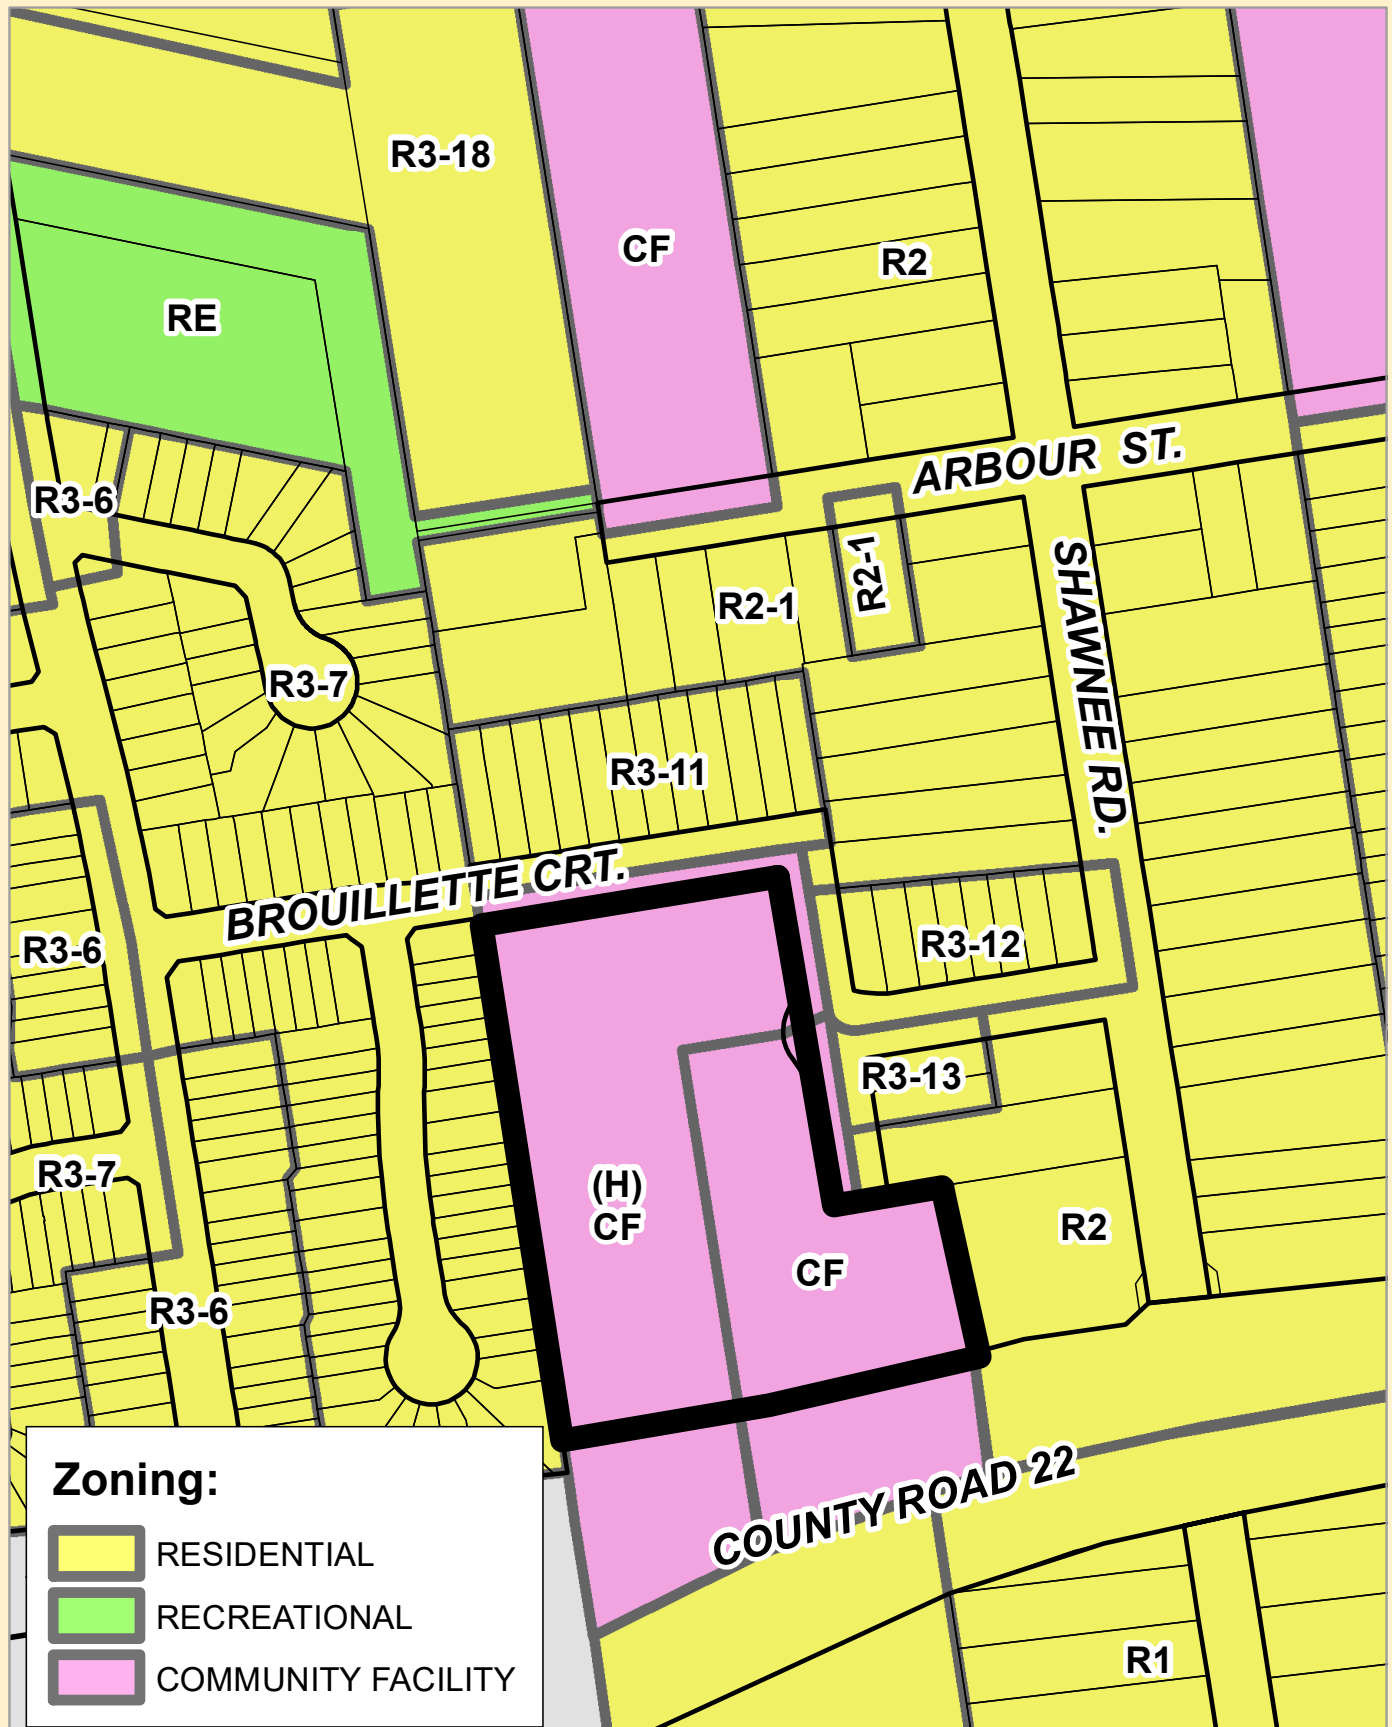 R3-18
CF
R2
RE
ARBOUR ST.
R3-6
R2-1
R2-1
SHAWNEE RD.
R3-7
R3-11
BROUILLETTE CRT.
R3-6
R3-12
R3-13
R3-7
(H)
CF
R2
CF
R3-6
COUNTY ROAD 22
R1
Zoning:
RESIDENTIAL
RECREATIONAL
COMMUNITY FACILITY